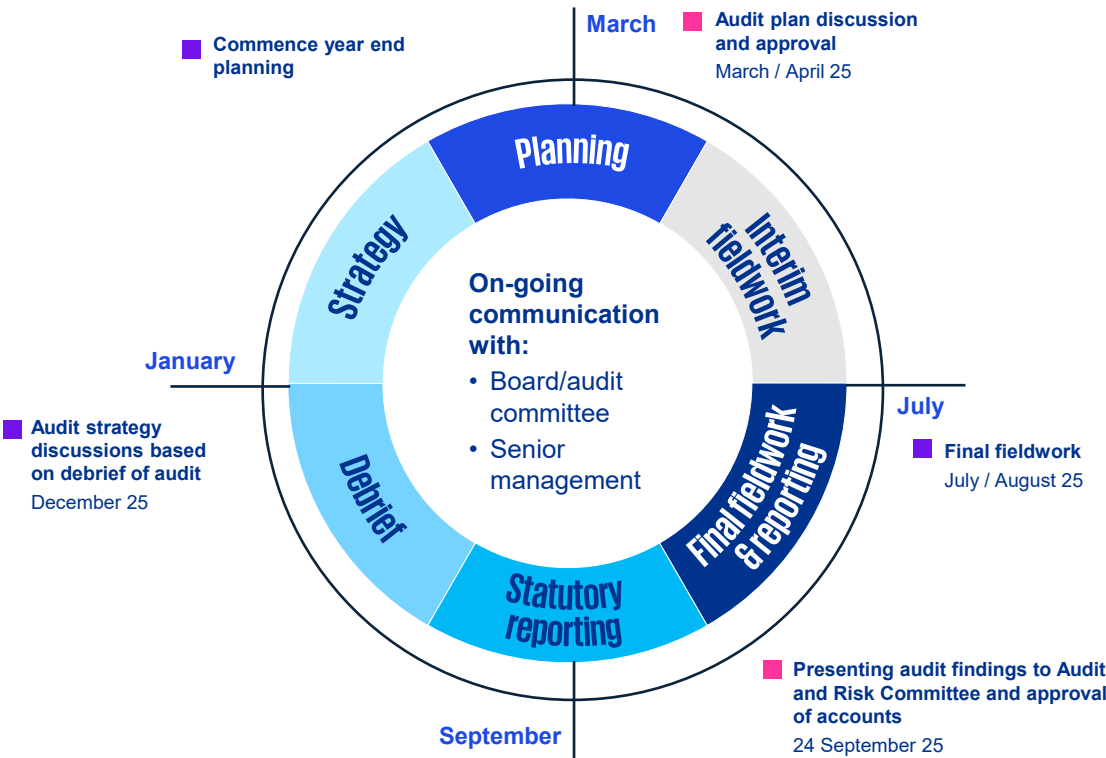 March
Audit plan discussion
and approval
March / April 25
Commence year end
planning
Planning
Interim
fieldwork
Strategy
On-going
communication
with:
• Board/audit
committee
• Senior
management
January
July
Audit strategy
discussions based
on debrief of audit
December 25
Final fieldwork
July / August 25
Debrief
Final fieldwork
& reporting
Statutory
reporting
Presenting audit findings to Audit
and Risk Committee and approval
of accounts
24 September 25
September